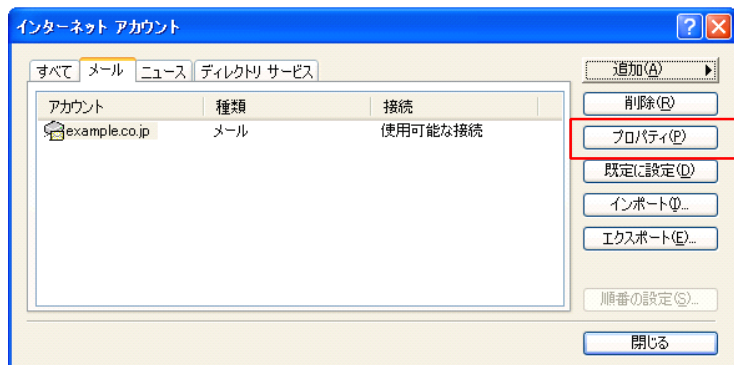 インターネット アカウント
すべて メール ニュース ディレクトリ サービス
アカウント 種類 接続
example.co.jp メール 使用可能な接続
追加(A)
削除(R)
プロパティ(P)
既定に設定(D)
インポート(I)...
エクスポート(E)...
順番の設定(S)...
閉じる